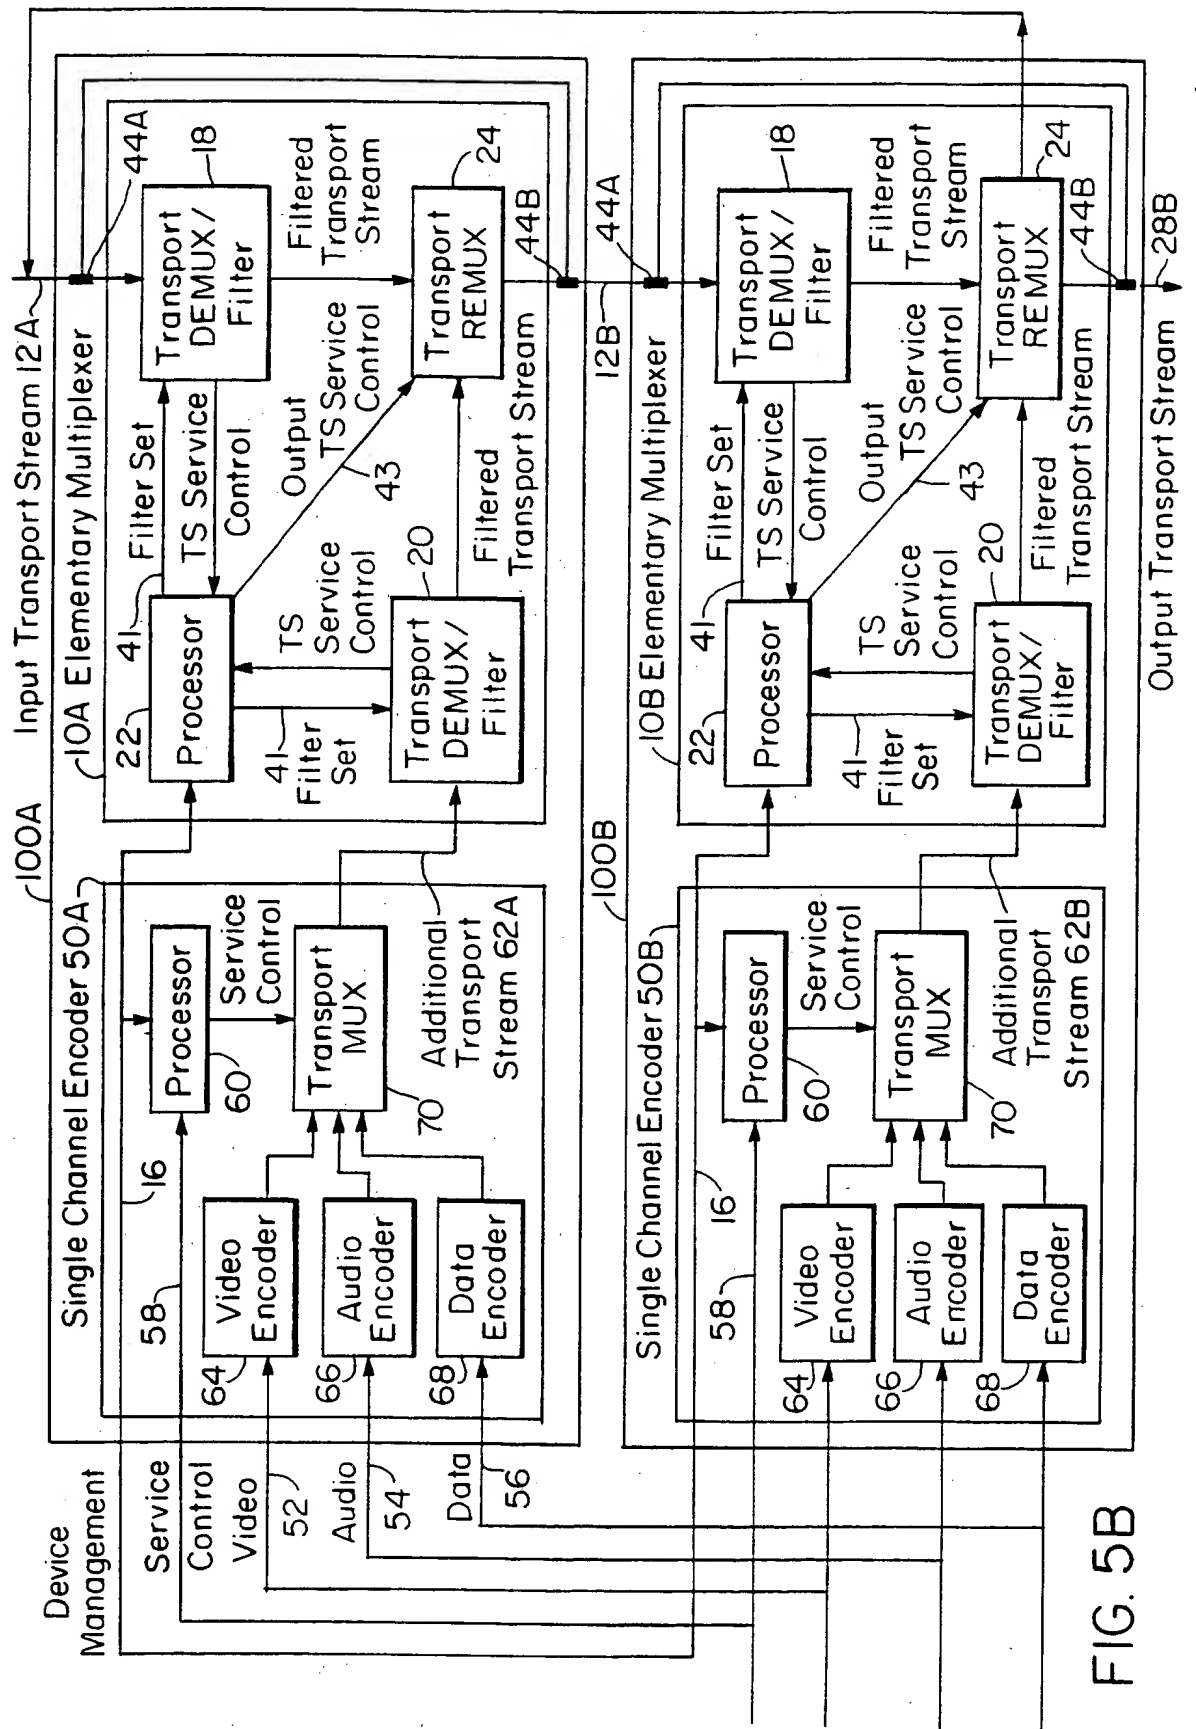 Input Transport Stream 12A
100A
10A Elementary Multiplexer
44A
22
41
Filter Set
18
Processor
TS Service
Control
Transport
DEMUX/
Filter
41
Filter
Set
TS
Service
Control
Output
TS Service
Control
43
Filtered
Transport
Stream
20
24
Transport
DEMUX/
Filter
Filtered
Transport Stream
Transport
REMUX
44B
Single Channel Encoder 50A
16
58
Processor
60
Service
Control
Video
Encoder
64
Audio
Encoder
66
Data
Encoder
68
Transport
MUX
70
Additional
Transport
Stream 62A
Device
Management
Service
Control
Video
52
Audio
54
Data
56
12B
44A
100B
10B Elementary Multiplexer
22
41
Filter Set
18
Processor
TS Service
Control
Transport
DEMUX/
Filter
41
Filter
Set
TS
Service
Control
Output
TS Service
Control
43
Filtered
Transport
Stream
20
24
Transport
DEMUX/
Filter
Filtered
Transport Stream
Transport
REMUX
44B
28B
Output Transport Stream
Single Channel Encoder 50B
16
58
Processor
60
Service
Control
Video
Encoder
64
Audio
Encoder
66
Data
Encoder
68
Transport
MUX
70
Additional
Transport
Stream 62B
FIG. 5B